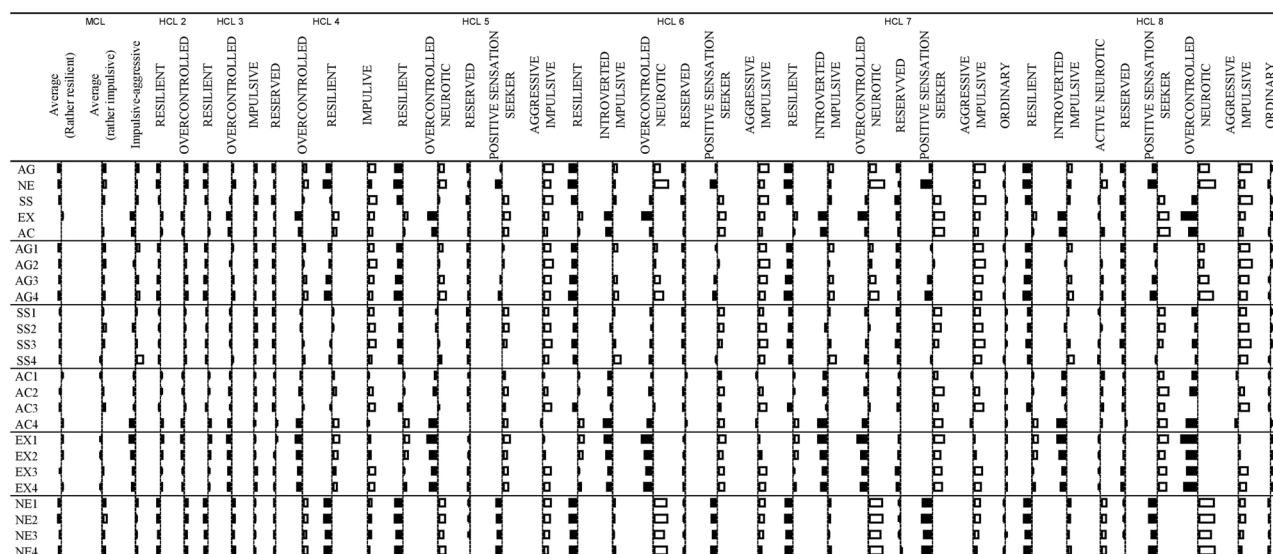 MCL HCL 2 HCL 3 HCL 4 HCL 5 HCL 6 HCL 7 HCL 8
Average
(Rather resilient)
Average
(rather impulsive)
Impulsive-aggressive
RESILIENT
OVERCONTROLLED
RESILIENT
OVERCONTROLLED
IMPULSIVE
RESERVED
OVERCONTROLLED
RESILIENT
IMPULIVE
RESILIENT
OVERCONTROLLED
NEUROTIC
RESERVED
POSITIVE SENSATION
SEEKER
AGGRESSIVE
IMPULSIVE
RESILIENT
INTROVERTED
IMPULSIVE
OVERCONTROLLED
RESERVED
POSITIVE SENSATION
SEEKER
AGGRESSIVE
IMPULSIVE
RESILIENT
INTROVERTED
IMPULSIVE
OVERCONTROLLED
NEUROTIC
RESERVED
POSITIVE SENSATION
SEEKER
AGGRESSIVE
IMPULSIVE
ORDINARY
RESILIENT
INTROVERTED
IMPULSIVE
ACTIVE NEUROTIC
RESERVED
POSITIVE SENSATION
SEEKER
OVERCONTROLLED
NEUROTIC
AGGRESSIVE
IMPULSIVE
ORDINARY
AG
NE
SS
EX
AC
AG1
AG2
AG3
AG4
SS1
SS2
SS3
SS4
AC1
AC2
AC3
AC4
EX1
EX2
EX3
EX4
NE1
NE2
NE3
NE4